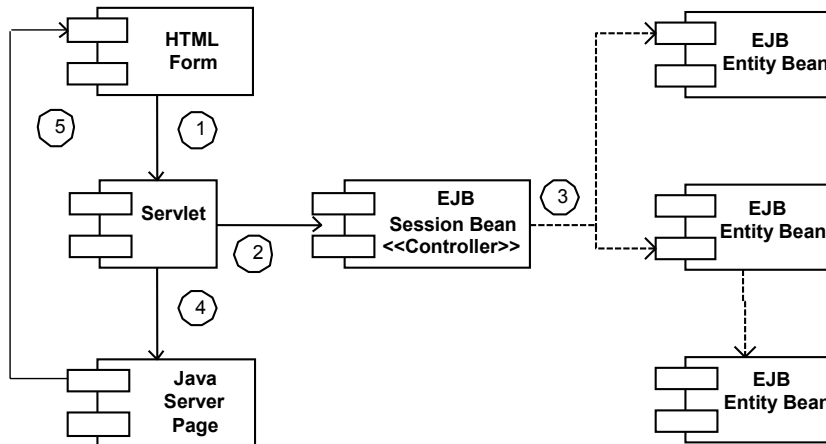 HTML
Form
EJB
Entity Bean
5
1
Servlet
EJB
Session Bean
<<Controller>>
3
EJB
Entity Bean
2
4
Java
Server
Page
EJB
Entity Bean